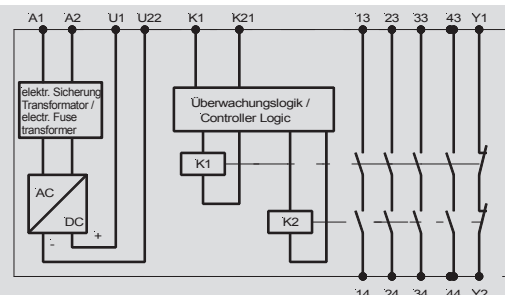 A1 A2 U1 U22 K1 K21 13 23 33 43 Y1
elektr. Sicherung
Transformator /
electr. Fuse
transformer
Überwachungslogik /
Controller Logic
K1
AC
DC
K2
- +
14 24 34 44 Y2